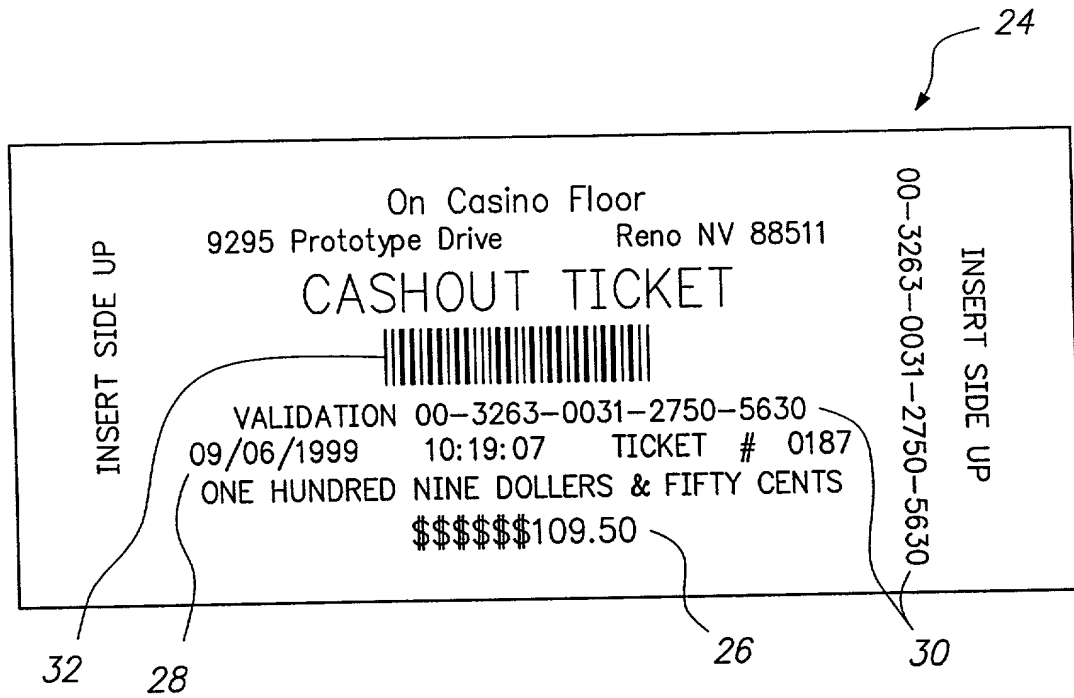 24
On Casino Floor
9295 Prototype Drive Reno NV 88511
CASHOUT TICKET
INSERT SIDE UP
VALIDATION 00-3263-0031-2750-5630
09/06/1999 10:19:07 TICKET # 0187
ONE HUNDRED NINE DOLLERS & FIFTY CENTS
$$$$$$109.50
00-3263-0031-2750-5630
INSERT SIDE UP
32
28
26
30